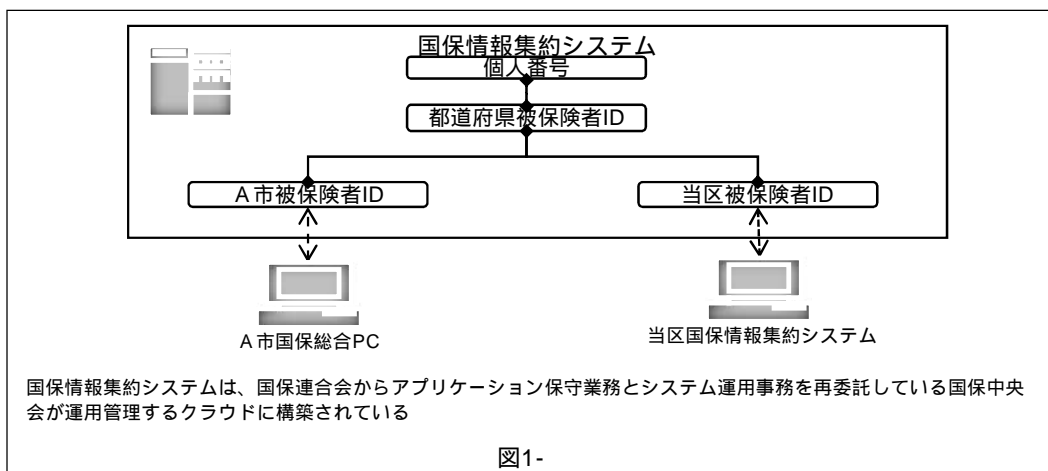 国保情報集約システム
個人番号
都道府県被保険者ID
A市被保険者ID
当区被保険者ID
A市国保総合PC
当区国保情報集約システム
国保情報集約システムは、国保連合会からアプリケーション保守業務とシステム運用事務を再委託している国保中央
会が運用管理するクラウドに構築されている
図1-